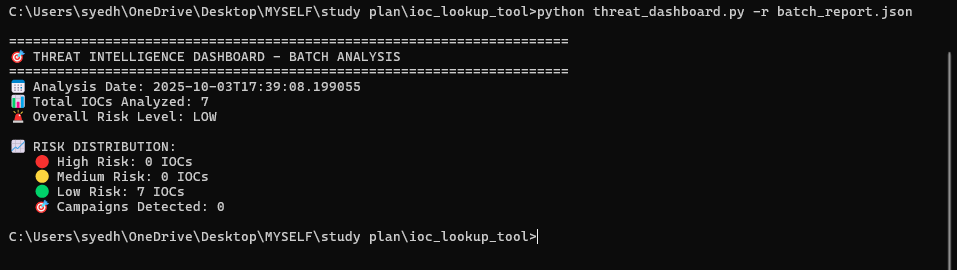 C:\Users\syedh\OneDrive\Desktop\MYSELF\study plan\ioc_lookup_tool>python threat_dashboard.py -r batch_report.json
======================================================================
🎯 THREAT INTELLIGENCE DASHBOARD - BATCH ANALYSIS
======================================================================
📅 Analysis Date: 2025-10-03T17:39:08.199055
📊 Total IOCs Analyzed: 7
🚨 Overall Risk Level: LOW
📈 RISK DISTRIBUTION:
🔴 High Risk: 0 IOCs
🟡 Medium Risk: 0 IOCs
🟢 Low Risk: 7 IOCs
🎯 Campaigns Detected: 0
C:\Users\syedh\OneDrive\Desktop\MYSELF\study plan\ioc_lookup_tool>